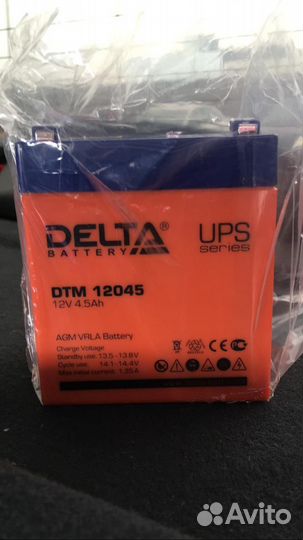 DELTA®
BATTERY
UPS
series
DTM 12045
12V 4.5Ah
AGM VRLA Battery
Charge Voltage
Standby use: 13.5 - 13.8V
Cycle use: 14.1 - 14.4V
Max initial current: 1.35A
Avito